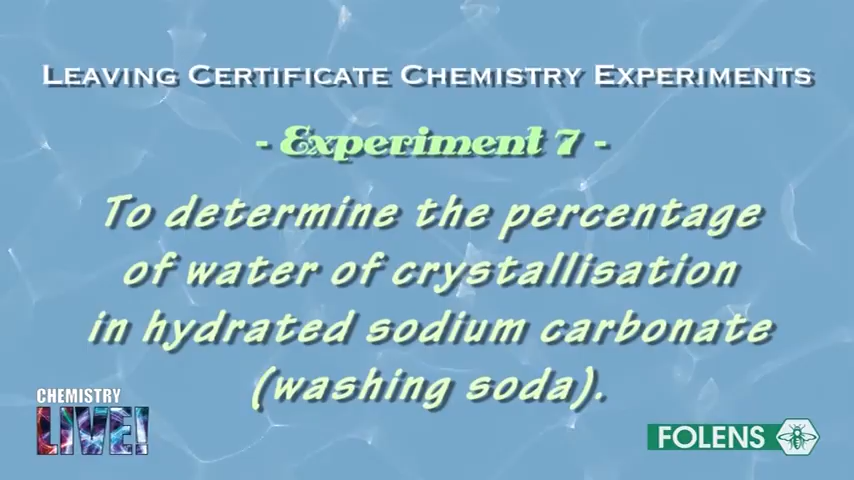 LEAVING CERTIFICATE CHEMISTRY EXPERIMENTS
- Experiment 7 -
To determine the percentage
of water of crystallisation
in hydrated sodium carbonate
(washing soda).
CHEMISTRY
LIVE!
FOLENS